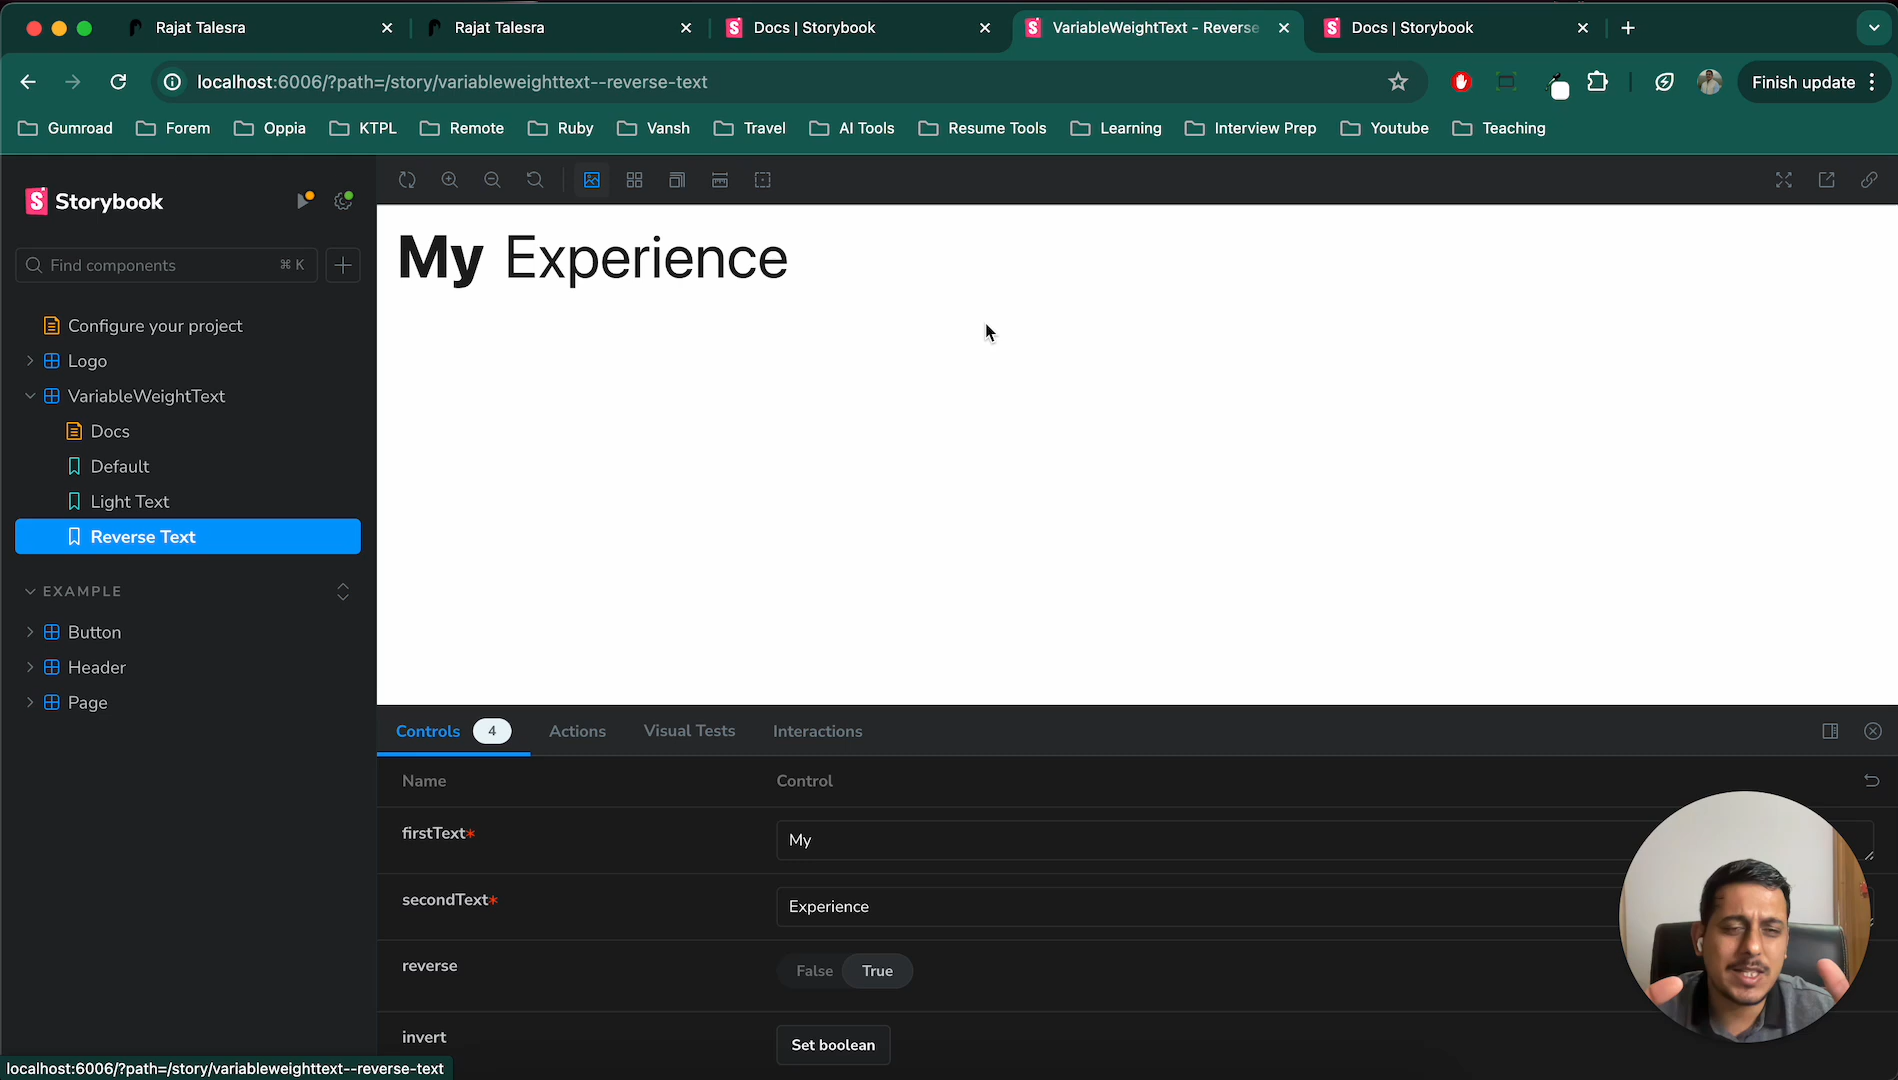 Rajat Talesra
Rajat Talesra
Docs | Storybook
VariableWeightText - Reverse
Docs | Storybook
localhost:6006/?path=/story/variableweighttext--reverse-text
Finish update
Gumroad
Forem
Oppia
KTPL
Remote
Ruby
Vansh
Travel
AI Tools
Resume Tools
Learning
Interview Prep
Youtube
Teaching
Storybook
Find components
⌘ K
Configure your project
Logo
VariableWeightText
Docs
Default
Light Text
Reverse Text
EXAMPLE
Button
Header
Page
My Experience
Controls 4
Actions
Visual Tests
Interactions
Name
Control
firstText*
My
secondText*
Experience
reverse
False True
invert
Set boolean
localhost:6006/?path=/story/variableweighttext--reverse-text